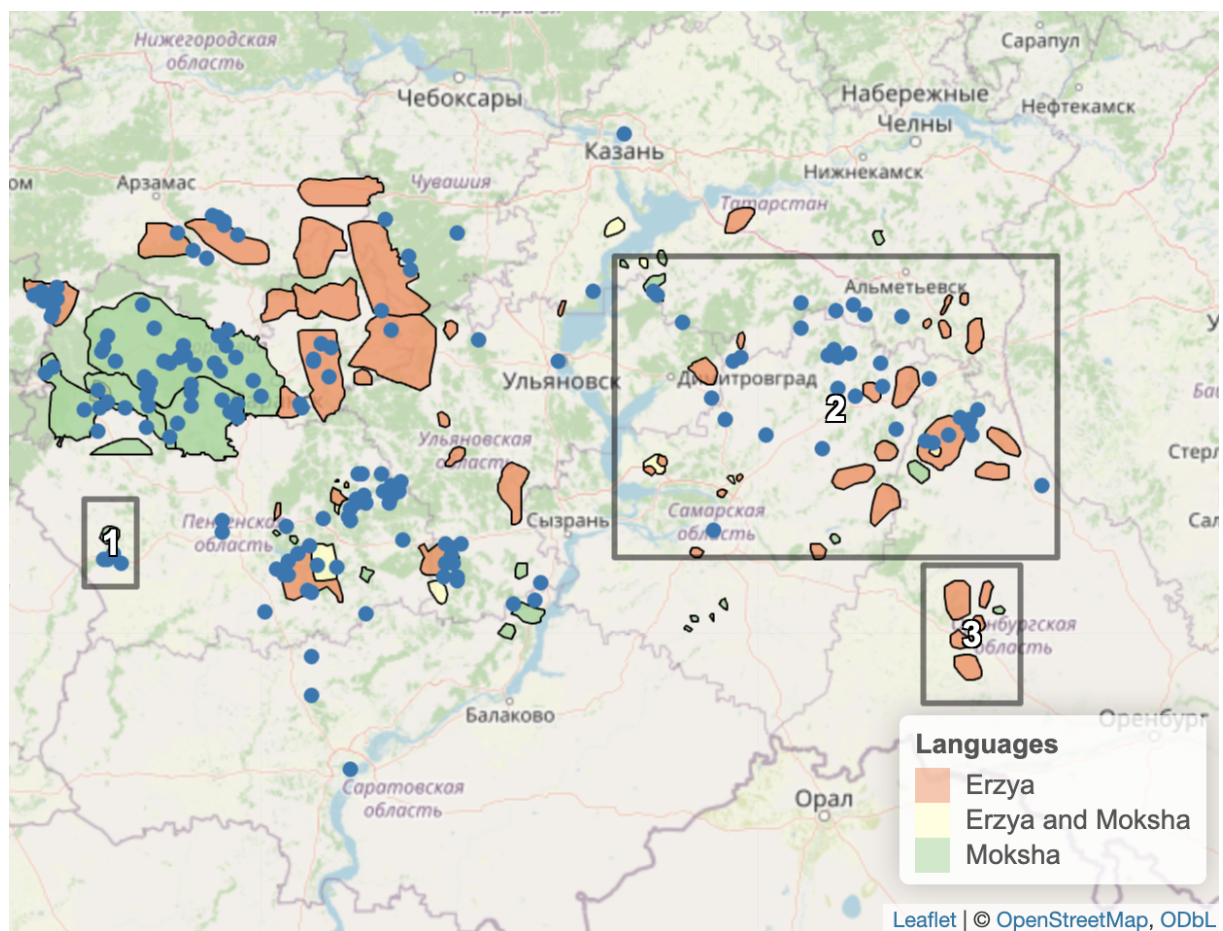 Нижегородская
область
Сарапул
Чебоксары
Набережные
Челны
Нефтекамск
Казань
Нижнекамск
ом
Арзамас
Чувашия
Татарстан
Альметьевск
У
Ульяновск
Димитровград
2
Ульяновская
область
Стерл
1
Пензенская
область
Сызрань
Самарская
область
Сал
3
Оренбургская
область
Балаково
Оренбург
Саратовская
область
Орал
Languages
Erzya
Erzya and Moksha
Moksha
Leaflet | © OpenStreetMap, ODbL